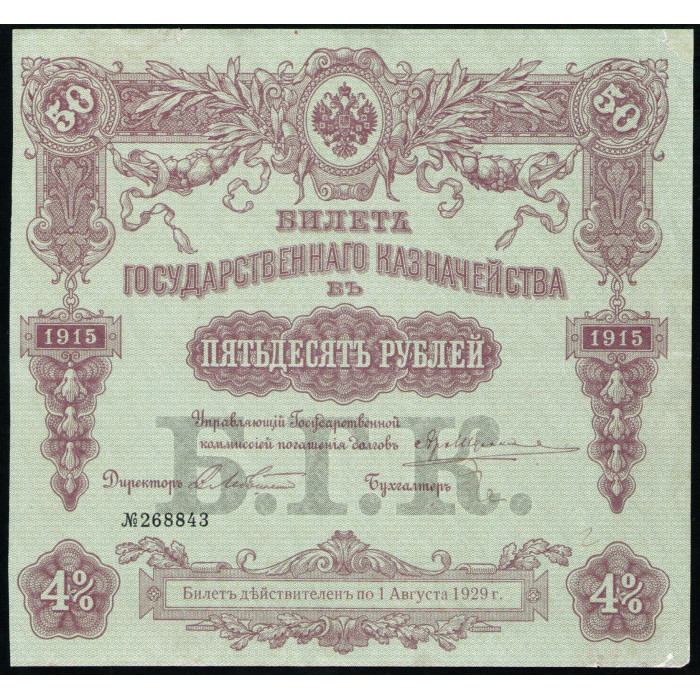 50 50
БИЛЕТЪ
ГОСУДАРСТВЕННАГО КАЗНАЧЕЙСТВА
ВЪ
1915 1915
ПЯТЬДЕСЯТЪ РУБЛЕЙ
Управляющій Государственной
коммиссіей погашенія долговъ
Б.Г.К.
Директоръ Бухгалтеръ
№268843
4% 4%
Билетъ дѣйствителенъ по 1 Августа 1929 г.